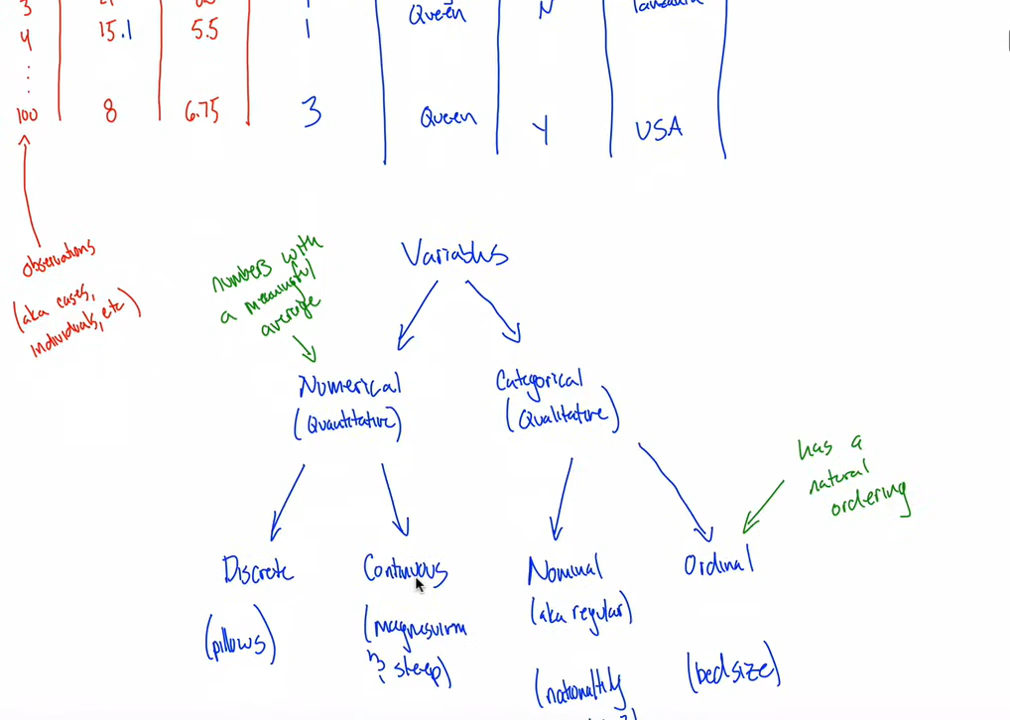 3
Queen N
4 15.1 5.5 1
100 8 6.75 3 Queen Y USA
observations
(aka cases,
individuals, etc)
numbers with
a meaningful
average
Variables
Numerical
(Quantitative)
Categorical
(Qualitative)
has a
natural
ordering
Discrete
(pillows)
Continuous
(magnesium
sleep)
Nominal
(aka regular)
(nationality
Ordinal
(bed size)